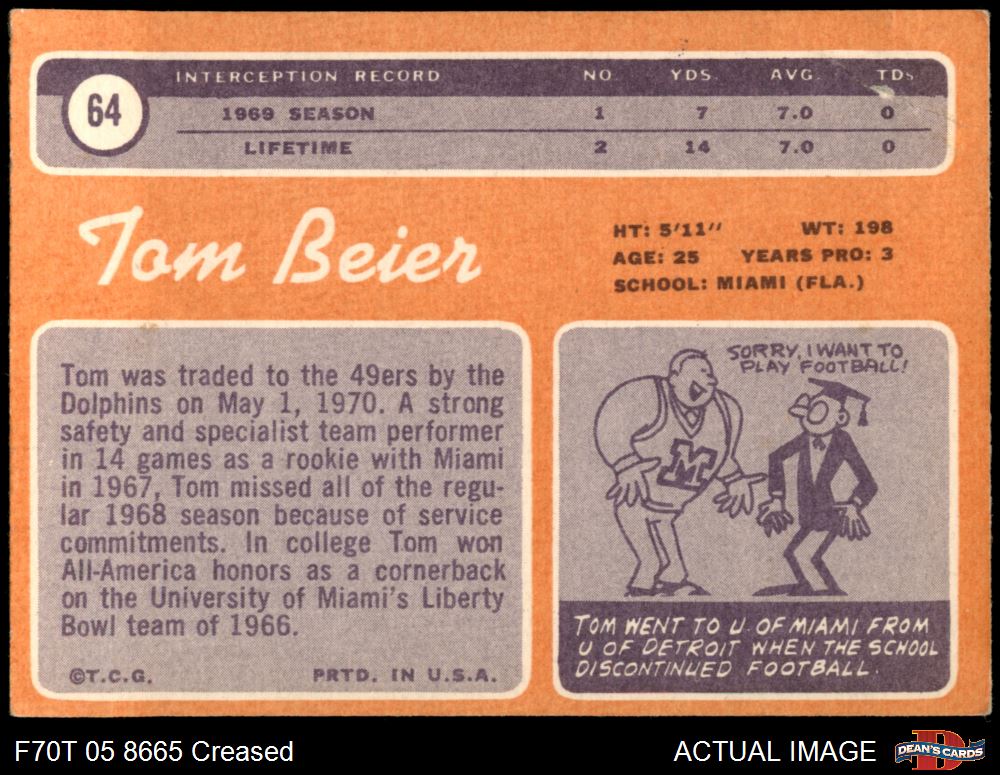 64
INTERCEPTION RECORD NO. YDS. AVG. TDs
1969 SEASON 1 7 7.0 0
LIFETIME 2 14 7.0 0
Tom Beier
HT: 5'11" WT: 198
AGE: 25 YEARS PRO: 3
SCHOOL: MIAMI (FLA.)
Tom was traded to the 49ers by the
Dolphins on May 1, 1970. A strong
safety and specialist team performer
in 14 games as a rookie with Miami
in 1967, Tom missed all of the regu-
lar 1968 season because of service
commitments. In college Tom won
All-America honors as a cornerback
on the University of Miami's Liberty
Bowl team of 1966.
©T.C.G. PRTD. IN U.S.A.
SORRY, I WANT TO
PLAY FOOTBALL!
M
TOM WENT TO U. OF MIAMI FROM
U OF DETROIT WHEN THE SCHOOL
DISCONTINUED FOOTBALL.
F70T 05 8665 Creased
ACTUAL IMAGE
D
DEAN'S CARDS